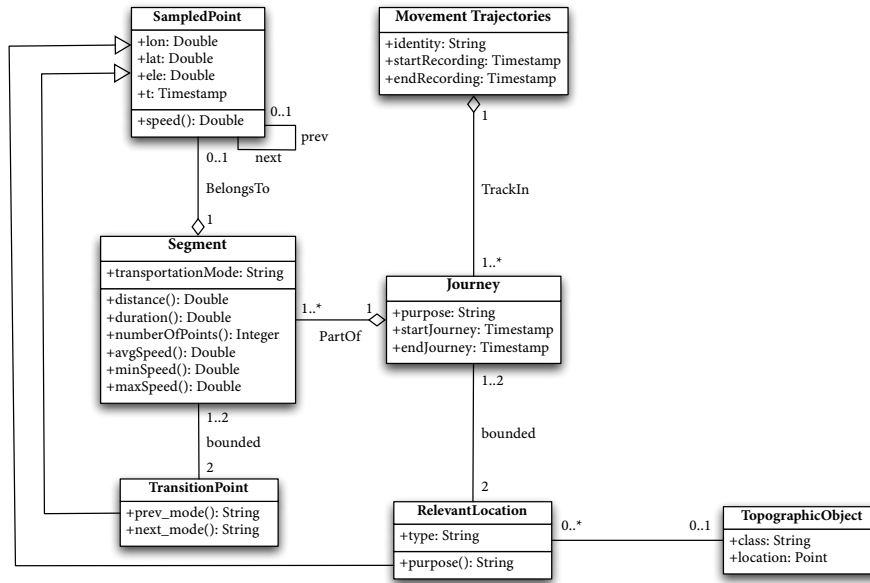 SampledPoint
+lon: Double
+lat: Double
+ele: Double
+t: Timestamp
+speed(): Double
0..1
prev
next
0..1
BelongsTo
1
Movement Trajectories
+identity: String
+startRecording: Timestamp
+endRecording: Timestamp
1
TrackIn
1..*
Segment
+transportationMode: String
+distance(): Double
+duration(): Double
+numberOfPoints(): Integer
+avgSpeed(): Double
+minSpeed(): Double
+maxSpeed(): Double
1..*
1
PartOf
Journey
+purpose: String
+startJourney: Timestamp
+endJourney: Timestamp
1..2
bounded
2
1..2
bounded
2
TransitionPoint
+prev_mode(): String
+next_mode(): String
RelevantLocation
+type: String
+purpose(): String
0..*
0..1
TopographicObject
+class: String
+location: Point